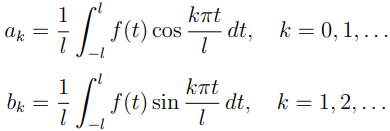 a_k = \frac{1}{l} \int_{-l}^{l} f(t) \cos \frac{k\pi t}{l} dt, \quad k = 0, 1, \ldots
b_k = \frac{1}{l} \int_{-l}^{l} f(t) \sin \frac{k\pi t}{l} dt, \quad k = 1, 2, \ldots